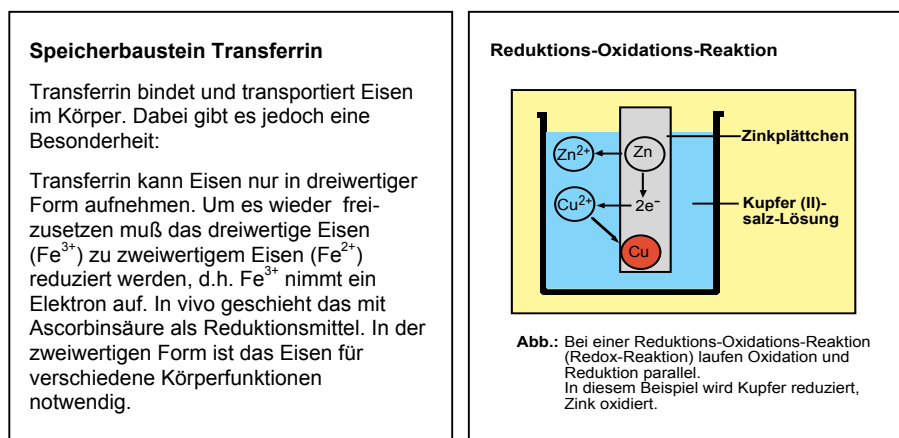 Speicherbaustein Transferrin
Transferrin bindet und transportiert Eisen
im Körper. Dabei gibt es jedoch eine
Besonderheit:
Transferrin kann Eisen nur in dreiwertiger
Form aufnehmen. Um es wieder frei-
zusetzen muß das dreiwertige Eisen
(Fe³⁺) zu zweiwertigem Eisen (Fe²⁺)
reduziert werden, d.h. Fe³⁺ nimmt ein
Elektron auf. In vivo geschieht das mit
Ascorbinsäure als Reduktionsmittel. In der
zweiwertigen Form ist das Eisen für
verschiedene Körperfunktionen
notwendig.
Reduktions-Oxidations-Reaktion
Zn²⁺
Zn
Zinkplättchen
Cu²⁺
2e⁻
Kupfer (II)-
salz-Lösung
Cu
Abb.: Bei einer Reduktions-Oxidations-Reaktion
(Redox-Reaktion) laufen Oxidation und
Reduktion parallel.
In diesem Beispiel wird Kupfer reduziert,
Zink oxidiert.